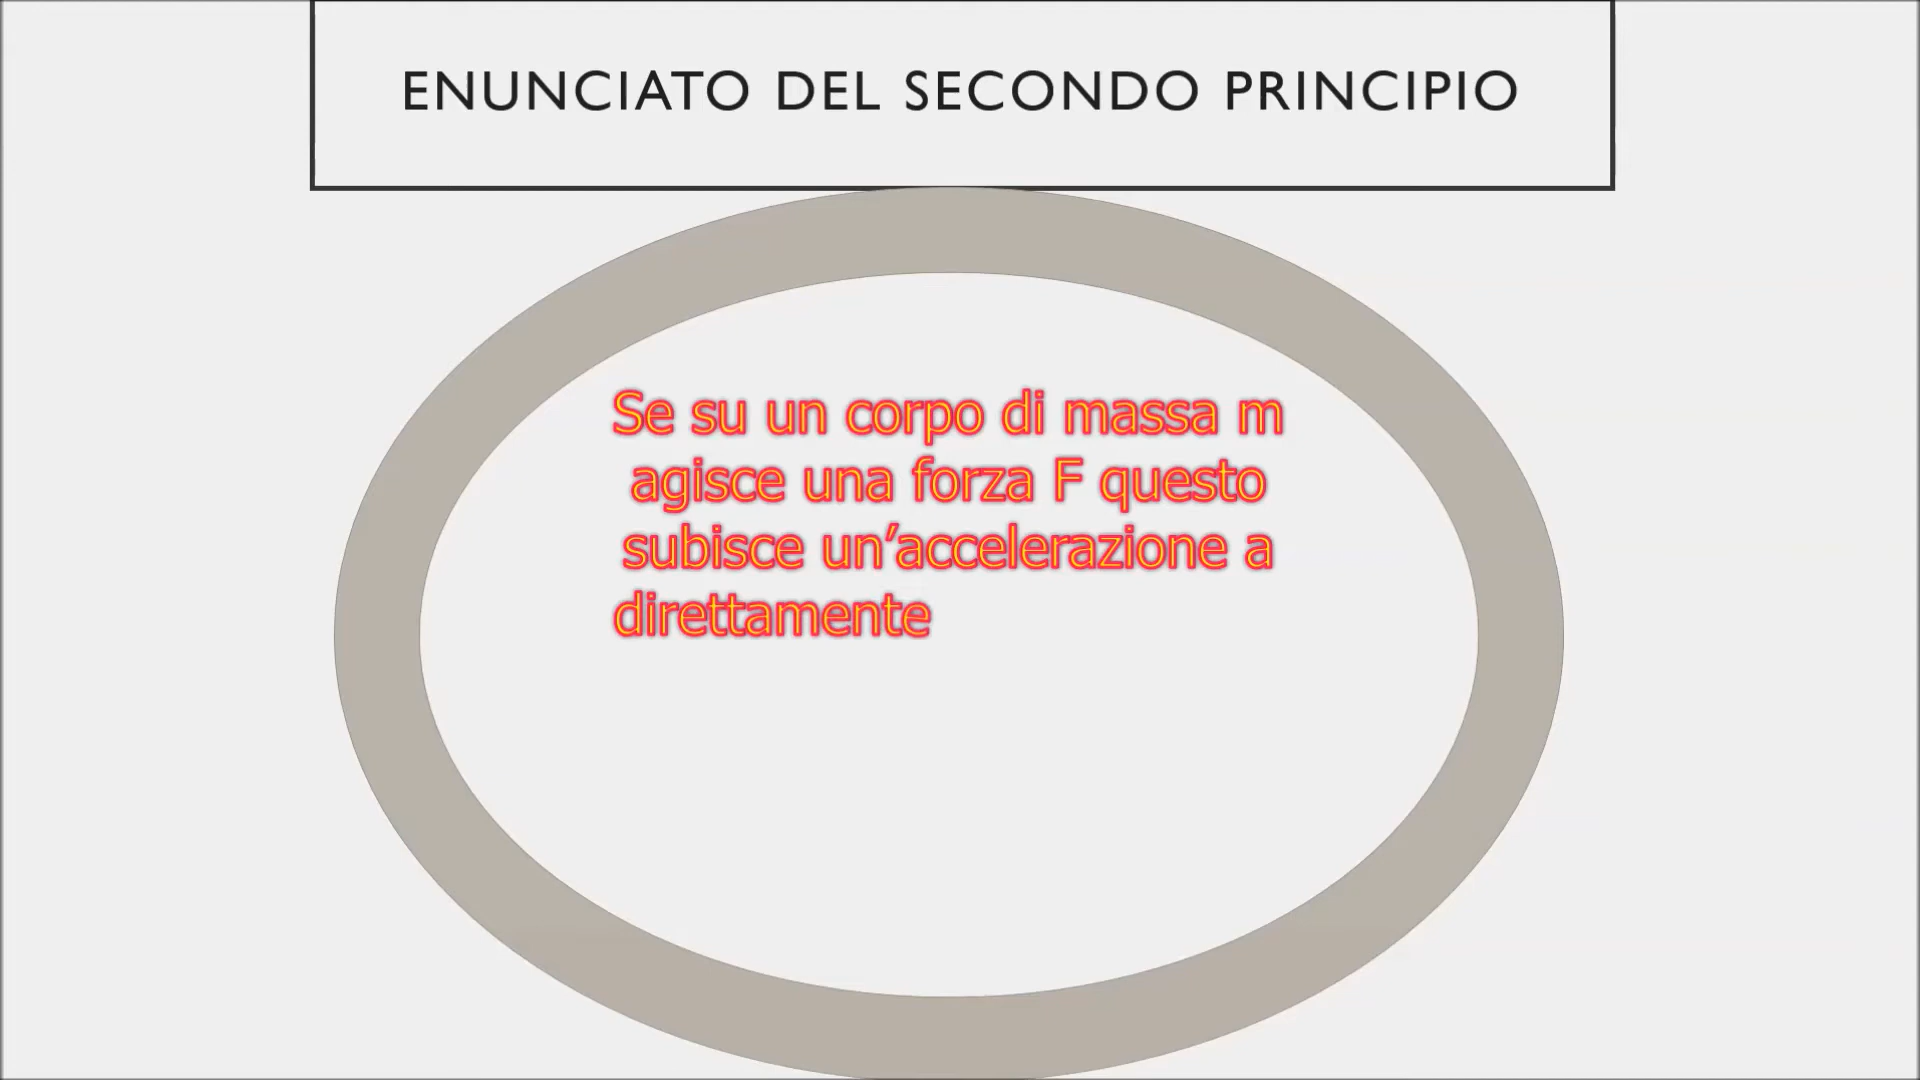 ENUNCIATO DEL SECONDO PRINCIPIO
Se su un corpo di massa m
agisce una forza F questo
subisce un’accelerazione a
direttamente